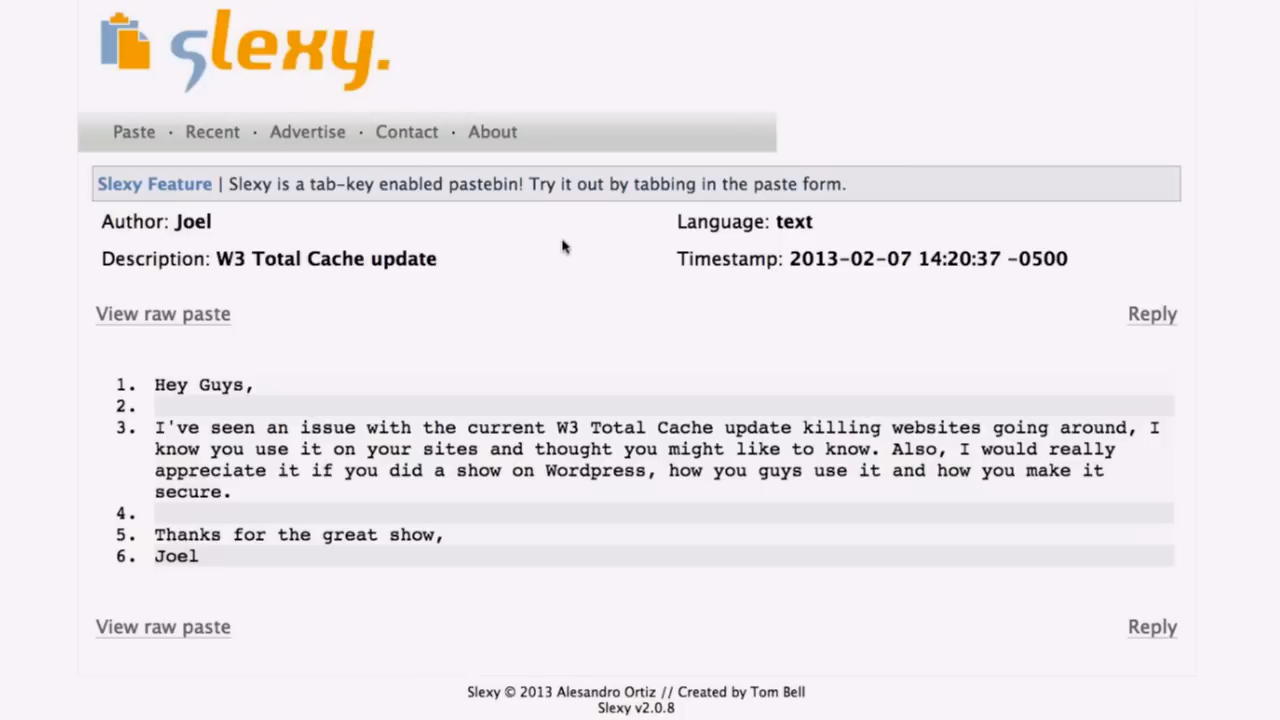 slexy.
Paste · Recent · Advertise · Contact · About
Slexy Feature | Slexy is a tab-key enabled pastebin! Try it out by tabbing in the paste form.
Author: Joel
Language: text
Description: W3 Total Cache update
Timestamp: 2013-02-07 14:20:37 -0500
View raw paste
Reply
1. Hey Guys,
2.
3. I've seen an issue with the current W3 Total Cache update killing websites going around, I
know you use it on your sites and thought you might like to know. Also, I would really
appreciate it if you did a show on Wordpress, how you guys use it and how you make it
secure.
4.
5. Thanks for the great show,
6. Joel
View raw paste
Reply
Slexy © 2013 Alesandro Ortiz // Created by Tom Bell
Slexy v2.0.8